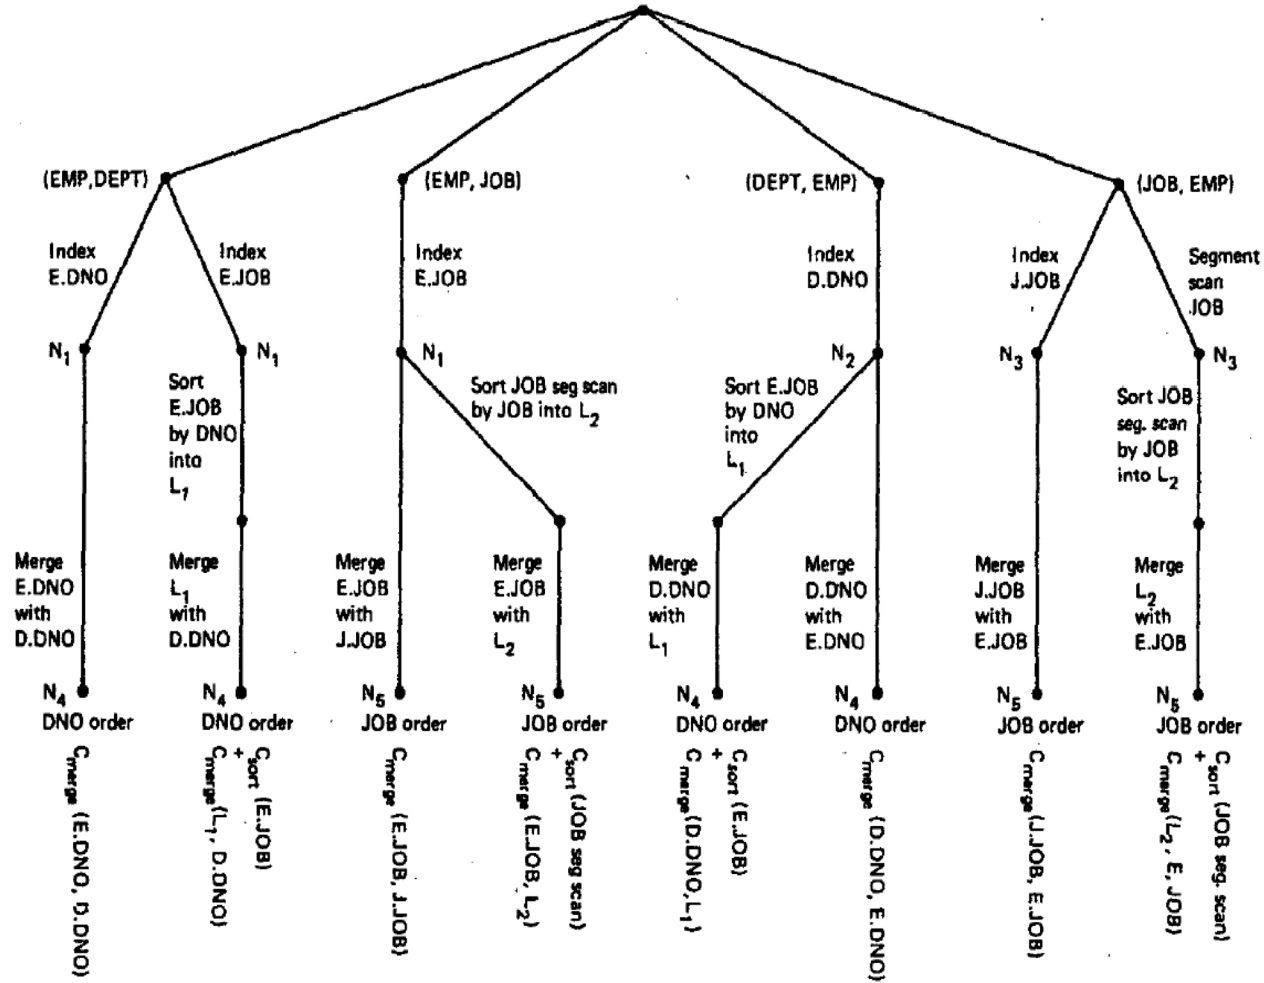 (EMP,DEPT)
(EMP, JOB)
(DEPT, EMP)
(JOB, EMP)
Index
E.DNO
Index
E.JOB
Index
E.JOB
Index
D.DNO
Index
J.JOB
Segment
scan
JOB
N1
N1
N1
N2
N3
N3
Sort
E.JOB
by DNO
into
L1
Sort JOB seg scan
by JOB into L2
Sort E.JOB
by DNO
into
L1
Sort JOB
seg. scan
by JOB
into L2
Merge
E.DNO
with
D.DNO
Merge
L1
with
D.DNO
Merge
E.JOB
with
J.JOB
Merge
E.JOB
with
L2
Merge
D.DNO
with
L1
Merge
D.DNO
with
E.DNO
Merge
J.JOB
with
E.JOB
Merge
L2
with
E.JOB
N4
DNO order
N4
DNO order
N5
JOB order
N5
JOB order
N4
DNO order
N4
DNO order
N5
JOB order
N5
JOB order
Cmerge (E.DNO, D.DNO)
Csort (E.JOB)
+
Cmerge(L1, D.DNO)
Cmerge (E.JOB, J.JOB)
Csort (JOB seg scan)
+
Cmerge (E.JOB, L2)
Csort (E.JOB)
+
Cmerge(D.DNO,L1)
Cmerge (D.DNO, E.DNO)
Cmerge (J.JOB, E.JOB)
Csort (JOB seg. scan)
+
Cmerge(L2, E, JOB)